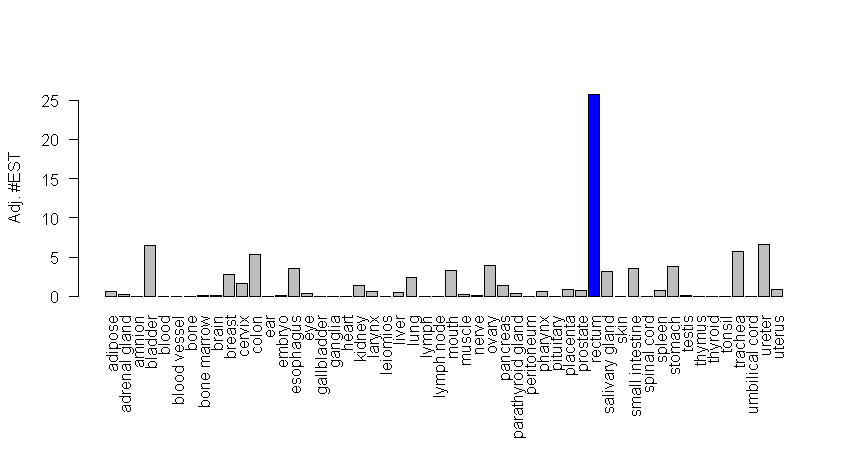 Adj. #EST
25
20
15
10
5
0
adipose
adrenal gland
amnion
bladder
blood
blood vessel
bone
bone marrow
brain
breast
cervix
colon
ear
embryo
esophagus
eye
gallbladder
ganglia
heart
kidney
larynx
leiomios
liver
lung
lymph
lymph node
mouth
muscle
nerve
ovary
pancreas
parathyroid gland
peritoneum
pharynx
pituitary
placenta
prostate
rectum
salivary gland
skin
small intestine
spinal cord
spleen
stomach
testis
thymus
thyroid
tonsil
trachea
umbilical cord
ureter
uterus